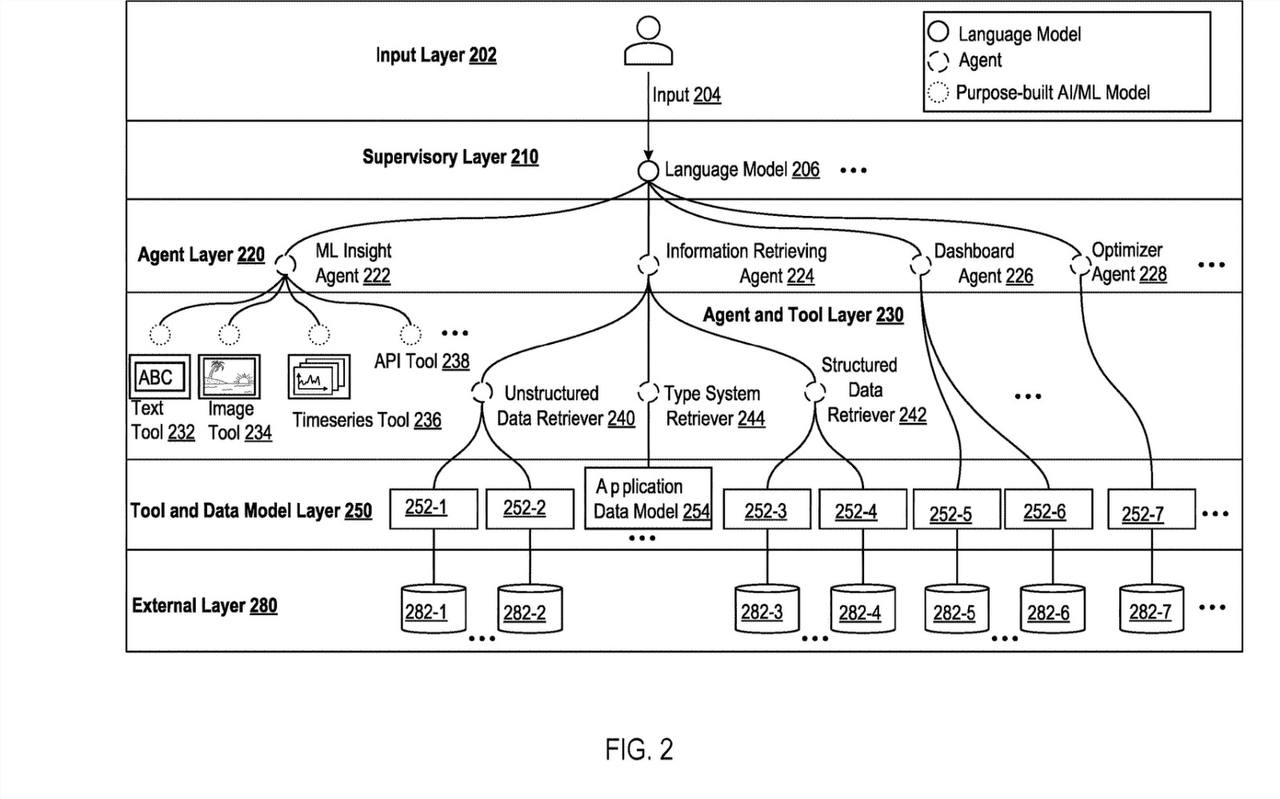 Input Layer 202
Input 204
Language Model
Agent
Purpose-built AI/ML Model
Supervisory Layer 210
Language Model 206
Agent Layer 220
ML Insight
Agent 222
Information Retrieving
Agent 224
Dashboard
Agent 226
Optimizer
Agent 228
Agent and Tool Layer 230
ABC
Text
Tool 232
Image
Tool 234
Timeseries Tool 236
API Tool 238
Unstructured
Data Retriever 240
Type System
Retriever 244
Structured
Data
Retriever 242
Tool and Data Model Layer 250
252-1
252-2
Application
Data Model 254
252-3
252-4
252-5
252-6
252-7
External Layer 280
282-1
282-2
282-3
282-4
282-5
282-6
282-7
FIG. 2